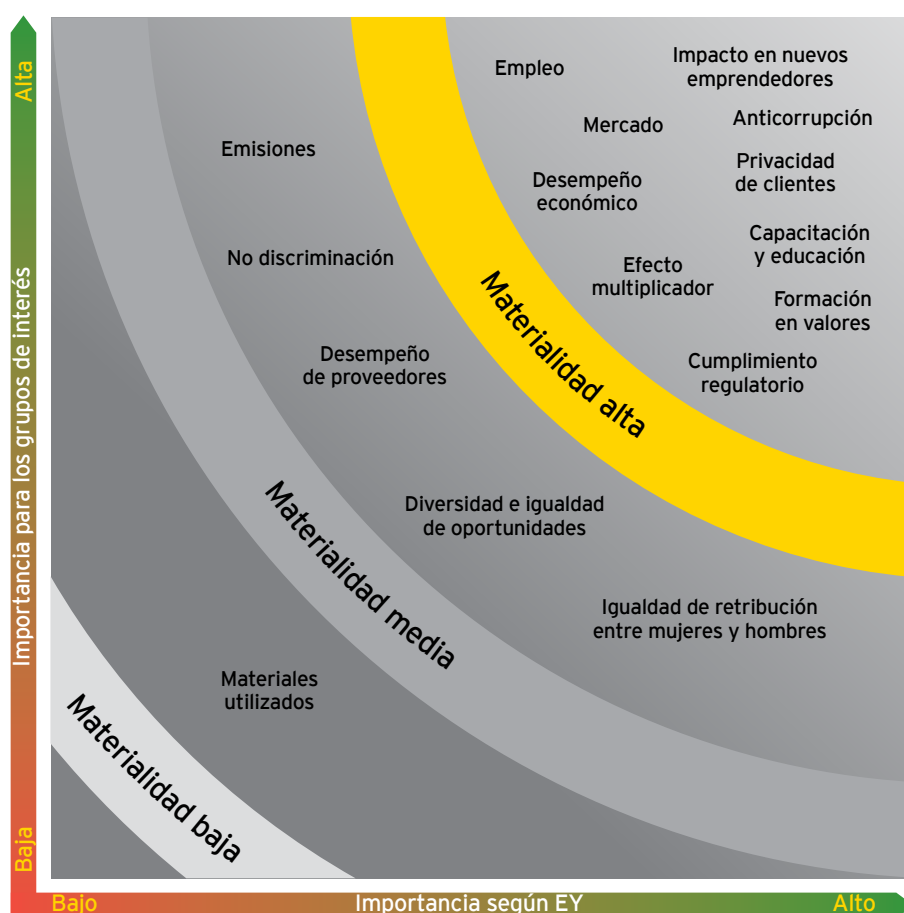 Alta
Importancia para los grupos de interés
Baja
Empleo
Impacto en nuevos
emprendedores
Mercado
Anticorrupción
Emisiones
Privacidad
de clientes
Desempeño
económico
Capacitación
y educación
No discriminación
Efecto
multiplicador
Formación
en valores
Desempeño
de proveedores
Cumplimiento
regulatorio
Materialidad alta
Diversidad e igualdad
de oportunidades
Materialidad media
Igualdad de retribución
entre mujeres y hombres
Materiales
utilizados
Materialidad baja
Bajo
Importancia según EY
Alto